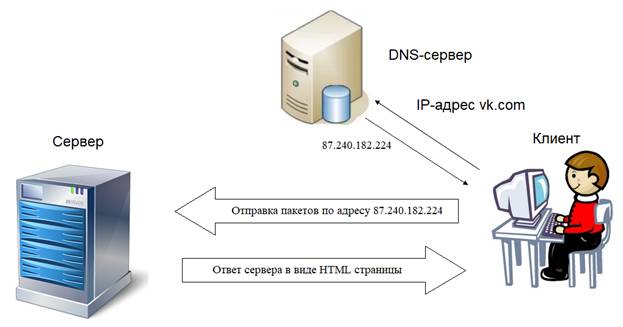 DNS-сервер
IP-адрес vk.com
Сервер
87.240.182.224
Клиент
Отправка пакетов по адресу 87.240.182.224
Ответ сервера в виде HTML страницы